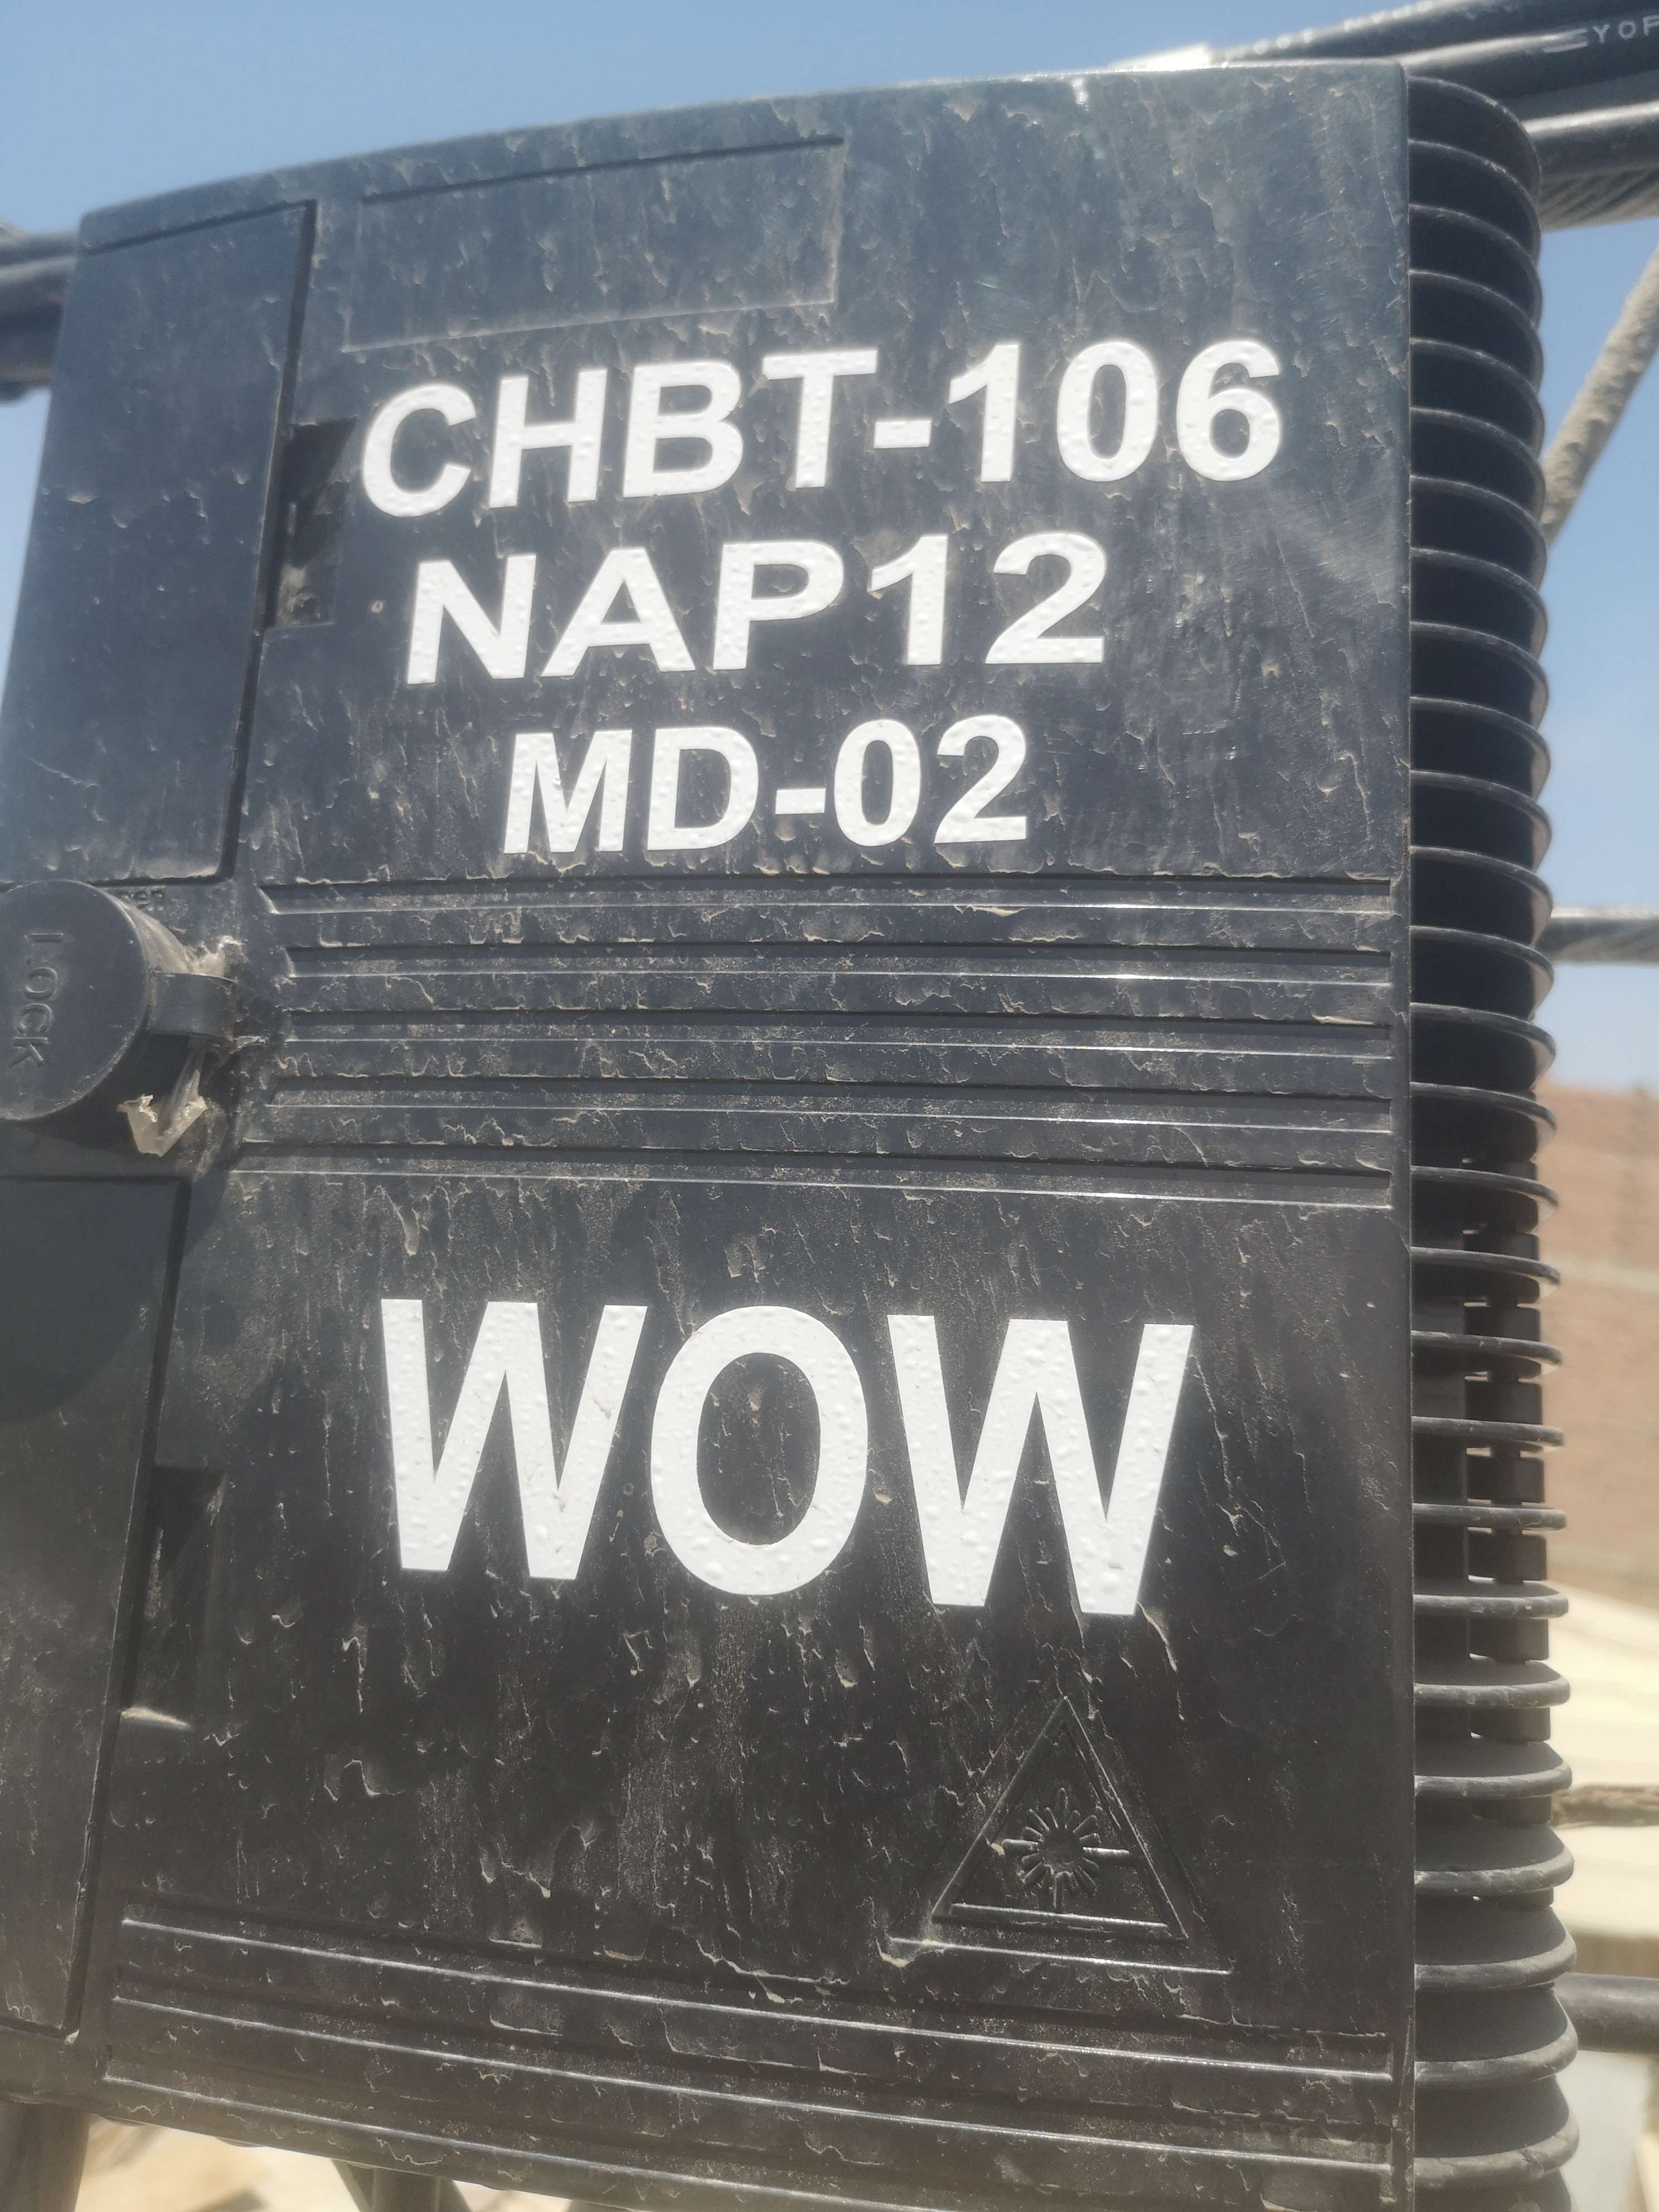 CHBT-106
NAP12
MD-02
LOCK
WOW